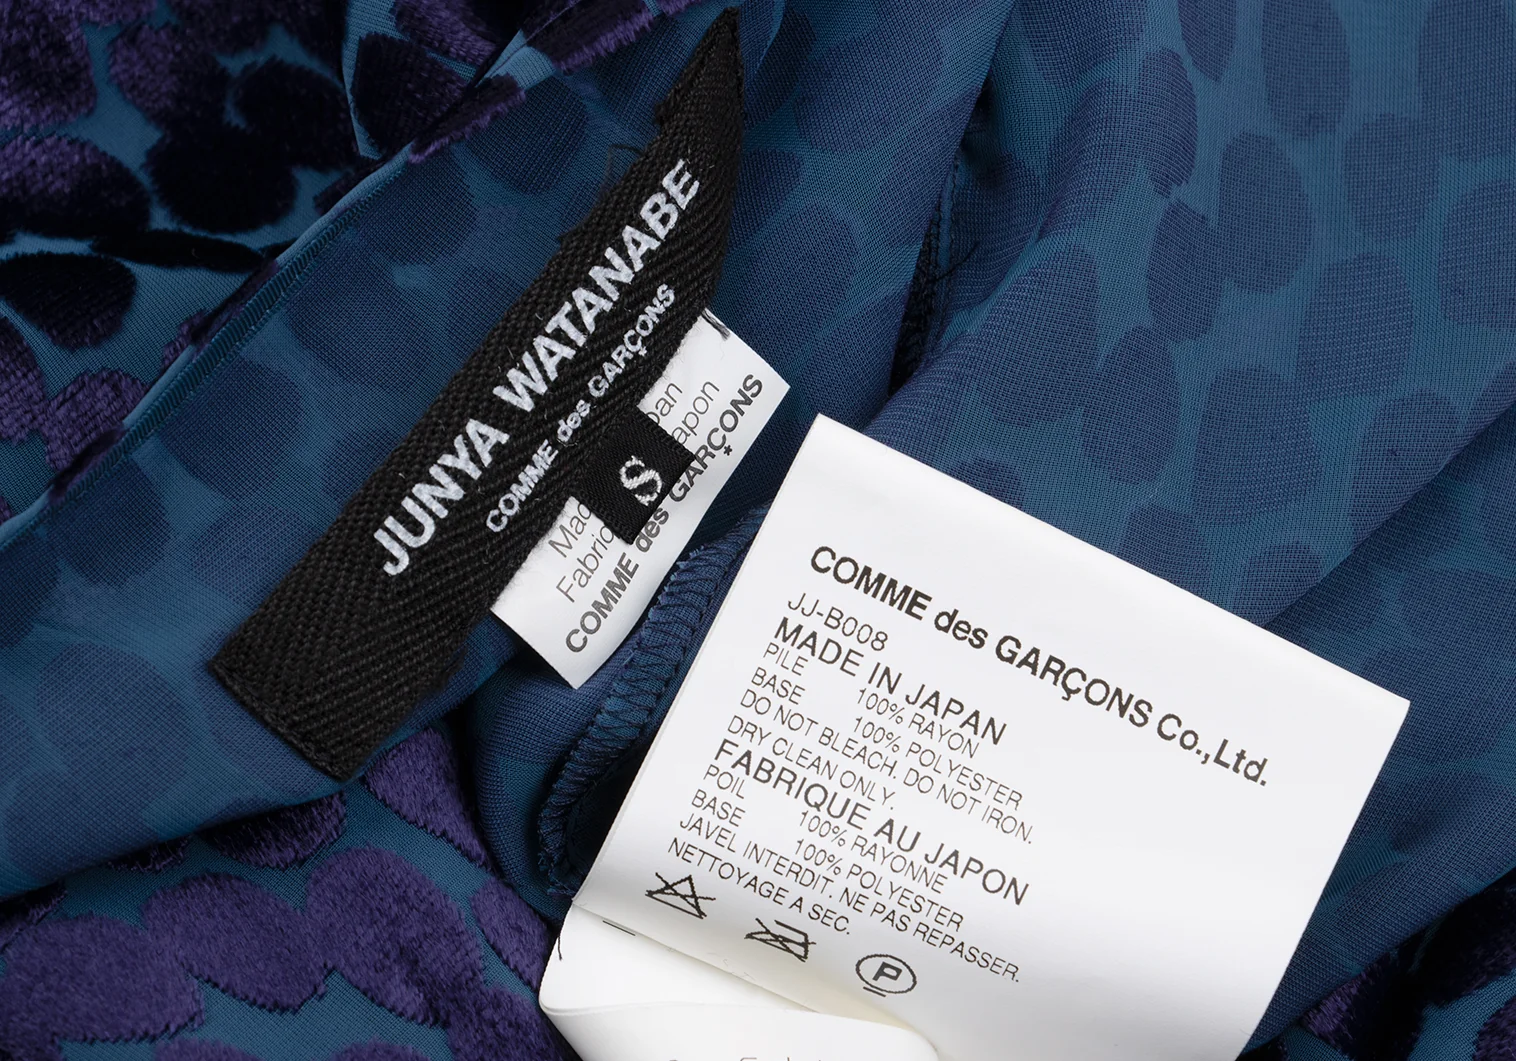 JUNYA WATANABE
COMME des GARÇONS
S
COMME des GARÇONS
*
COMME des GARÇONS Co.,Ltd.
JJ-B008
MADE IN JAPAN
PILE 100% RAYON
BASE 100% POLYESTER
DO NOT BLEACH. DO NOT IRON.
DRY CLEAN ONLY.
FABRIQUE AU JAPON
POIL 100% RAYONNE
BASE 100% POLYESTER
JAVEL INTERDIT. NE PAS REPASSER.
NETTOYAGE A SEC.
P